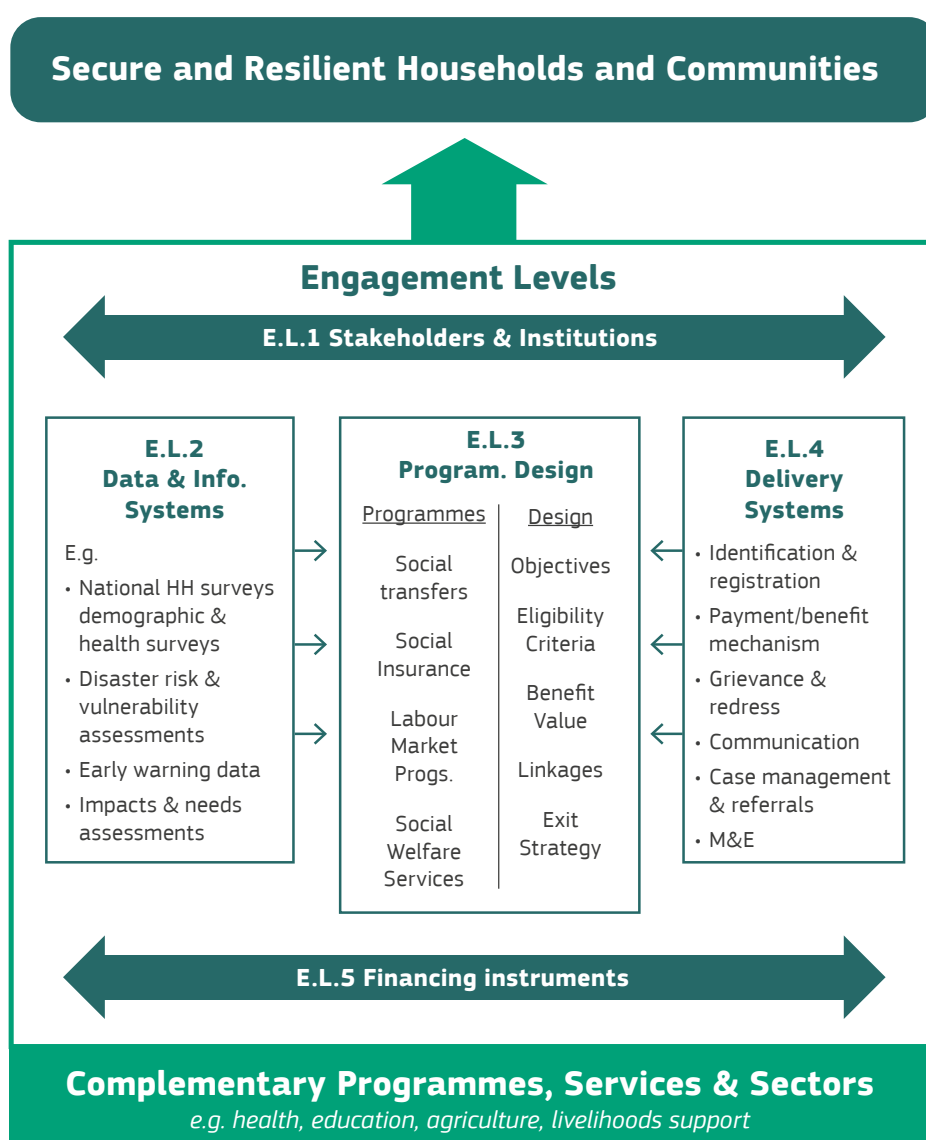 Secure and Resilient Households and Communities
Engagement Levels
E.L.1 Stakeholders & Institutions
E.L.2
Data & Info.
Systems
E.g.
• National HH surveys
demographic &
health surveys
• Disaster risk &
vulnerability
assessments
• Early warning data
• Impacts & needs
assessments
E.L.3
Program. Design
Programmes
Social
transfers
Social
Insurance
Labour
Market
Progs.
Social
Welfare
Services
Design
Objectives
Eligibility
Criteria
Benefit
Value
Linkages
Exit
Strategy
E.L.4
Delivery
Systems
• Identification &
registration
• Payment/benefit
mechanism
• Grievance &
redress
• Communication
• Case management
& referrals
• M&E
E.L.5 Financing instruments
Complementary Programmes, Services & Sectors
e.g. health, education, agriculture, livelihoods support